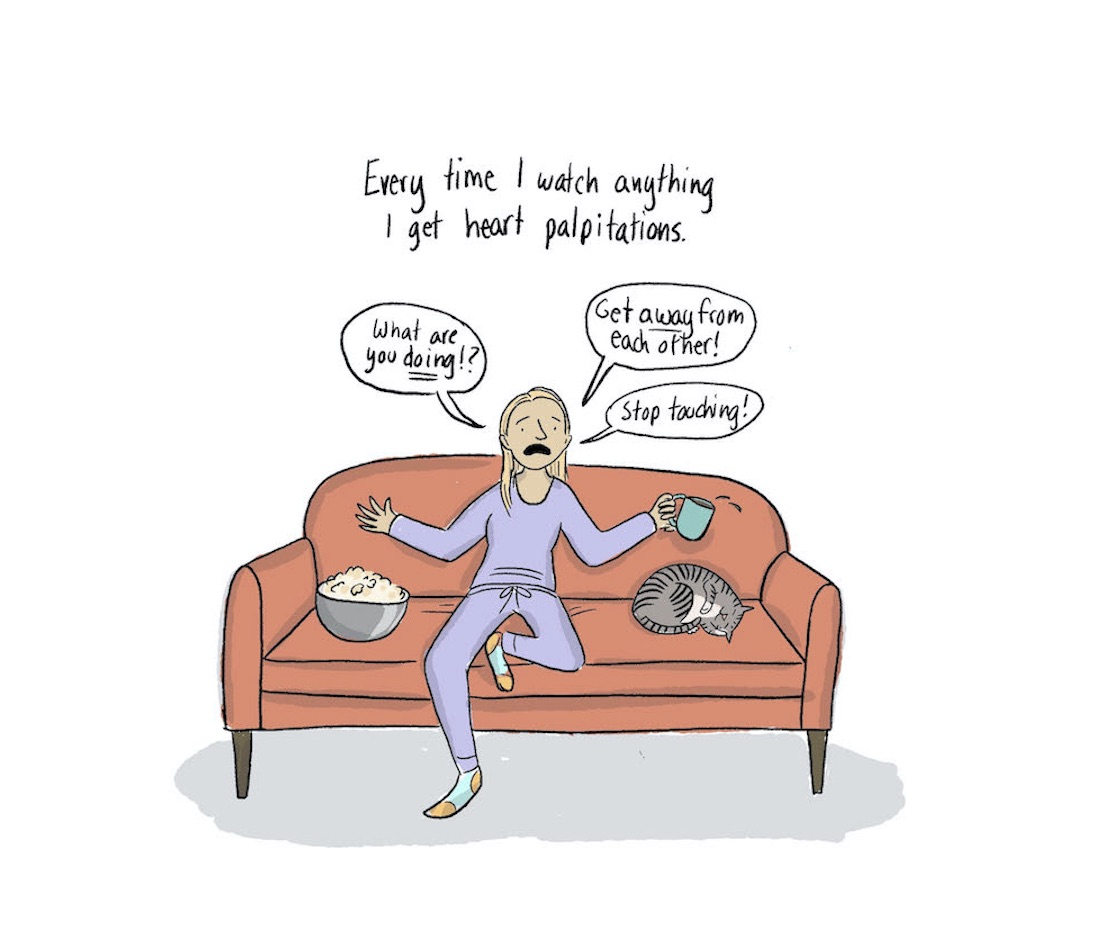 Every time I watch anything
I get heart palpitations.
What are
you doing!?
Get away from
each other!
Stop touching!